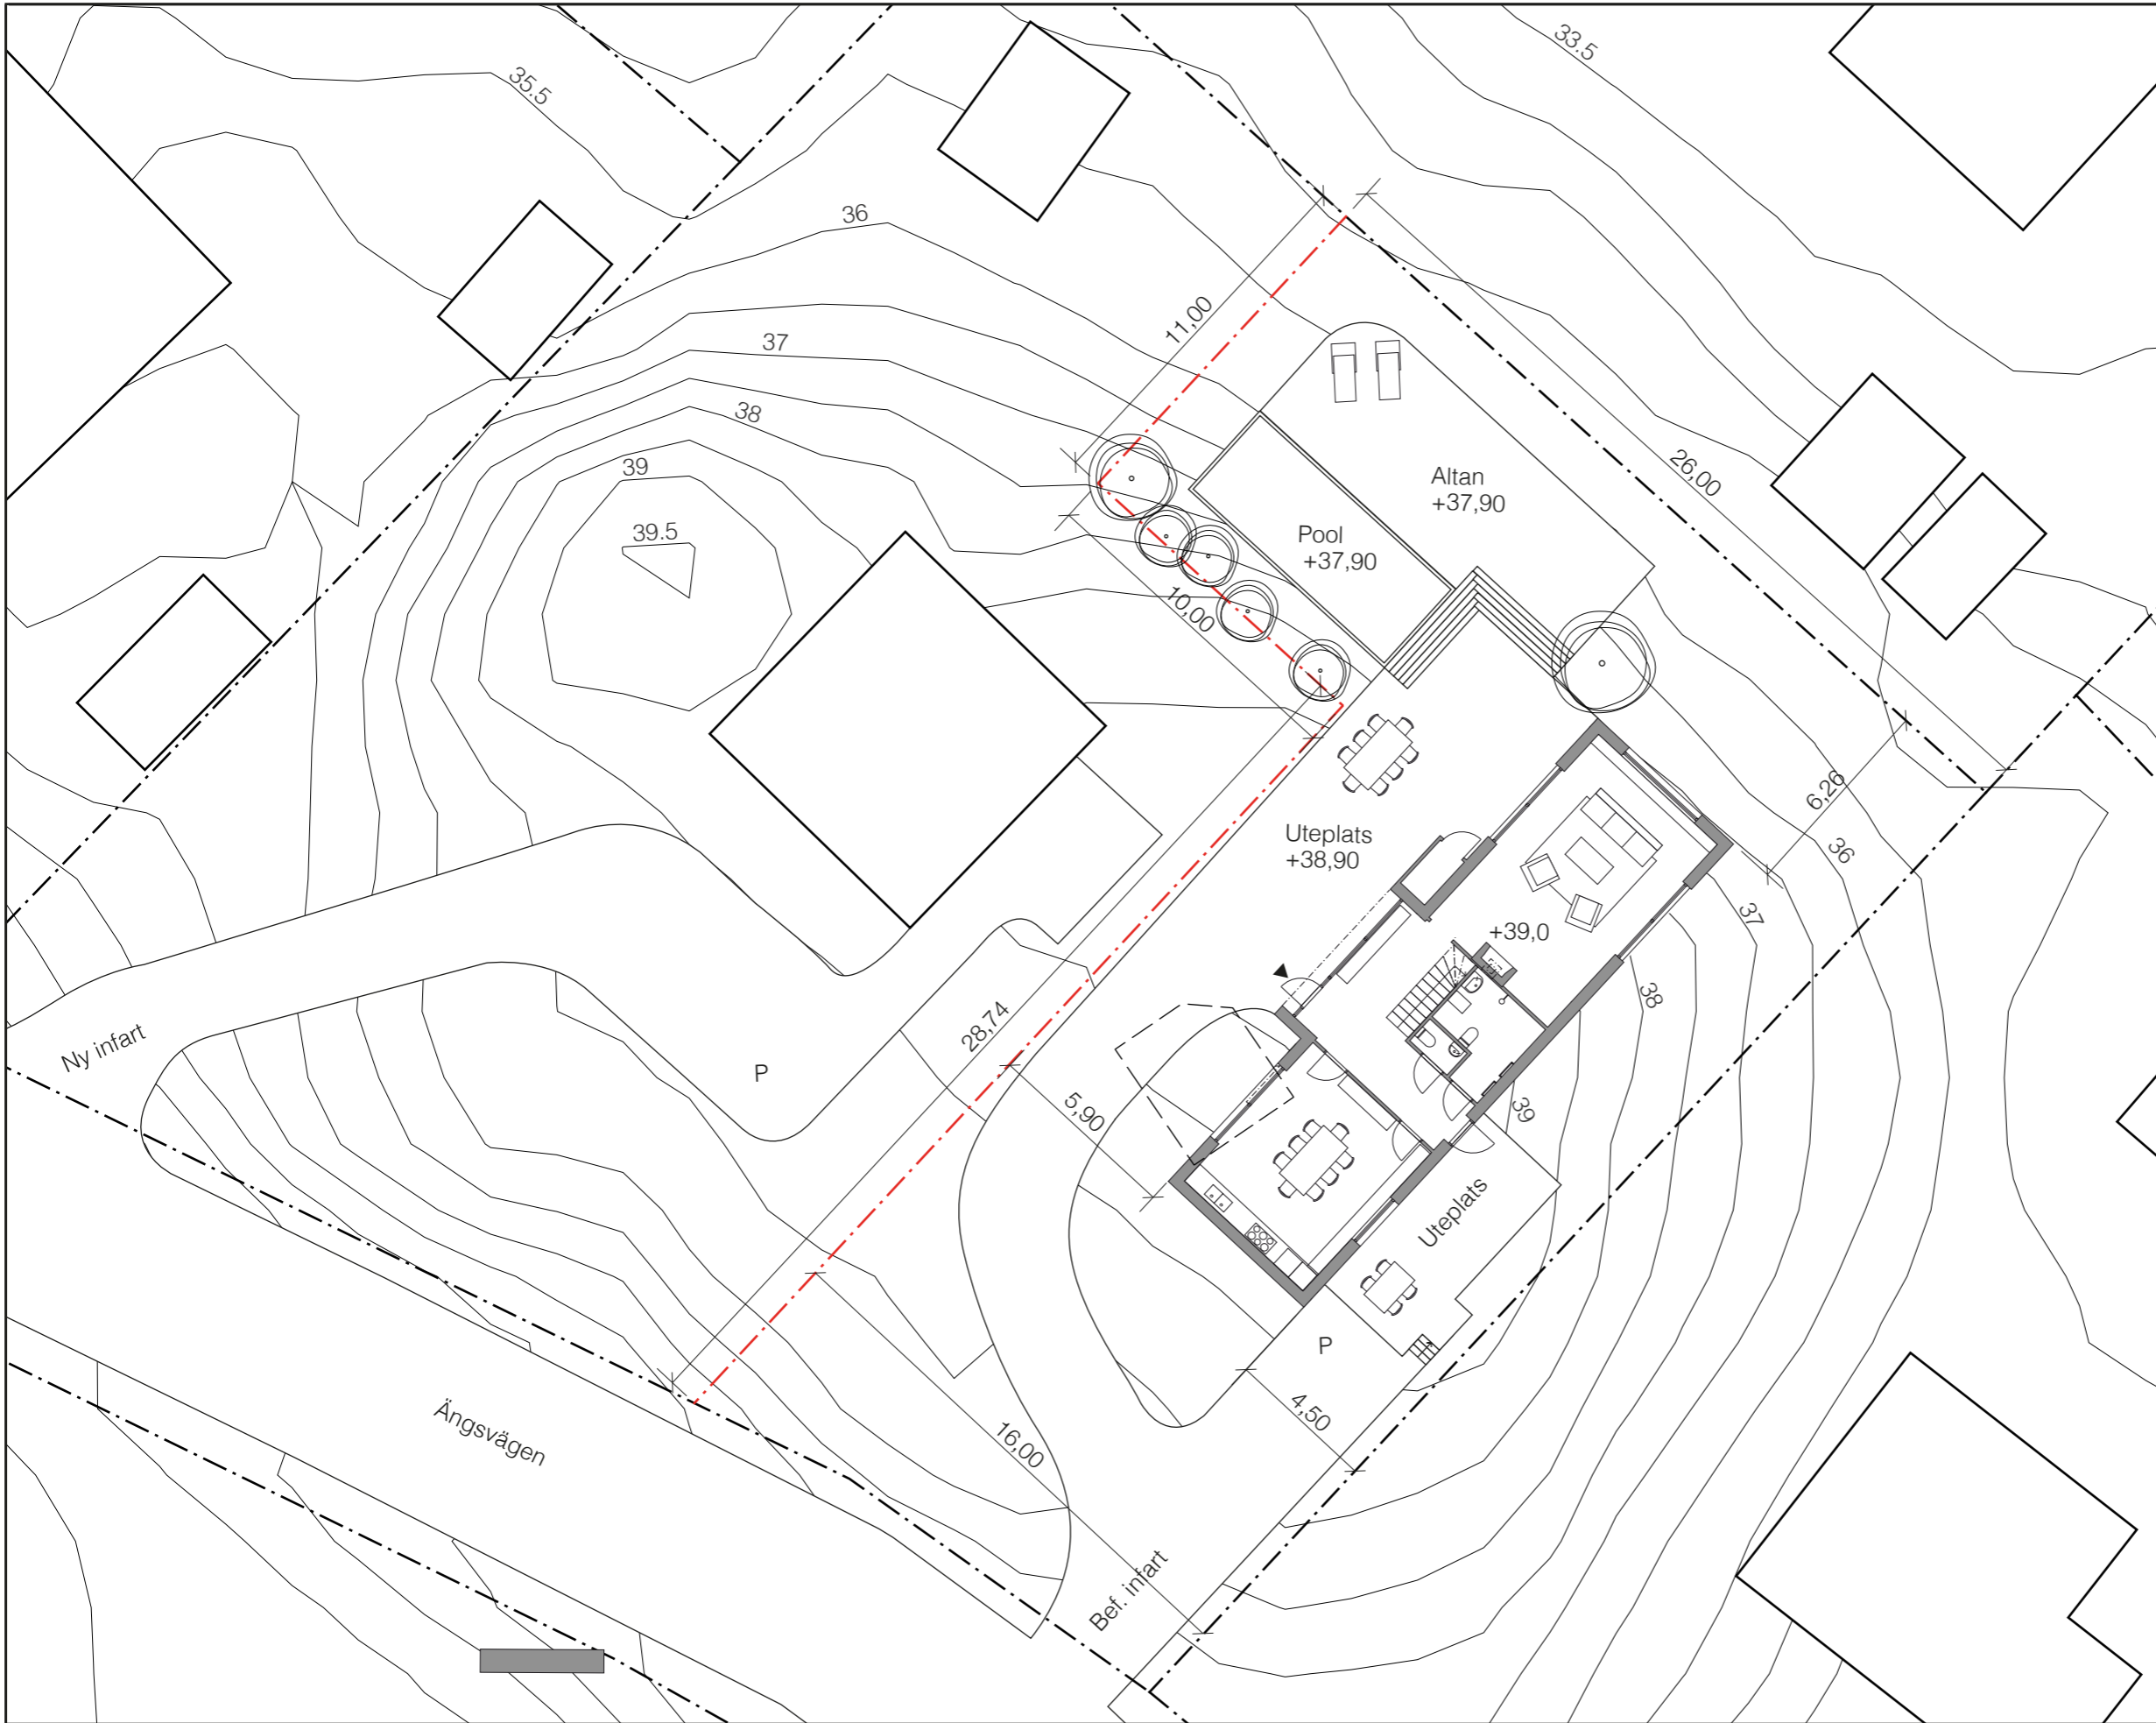 33.5
35.5
36
11,00
37
38
39
39.5
Altan
+37,90
26,00
Pool
+37,90
10,00
6,26
Uteplats
+38,90
36
37
+39,0
38
28,74
Ny infart
P
5,90
39
Uteplats
P
4,50
Ängsvägen
16,00
Bef. infart